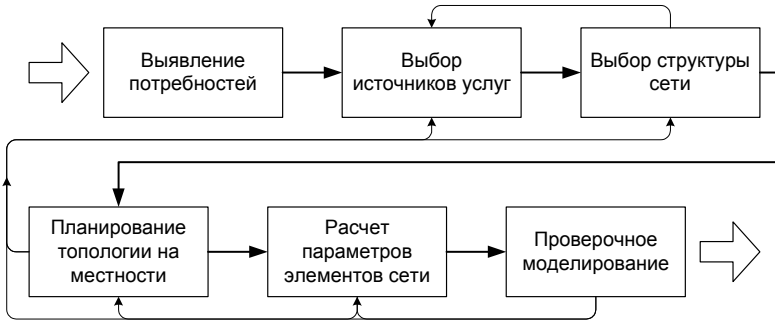 Выявление
потребностей
Выбор
источников услуг
Выбор структуры
сети
Планирование
топологии на
местности
Расчет
параметров
элементов сети
Проверочное
моделирование